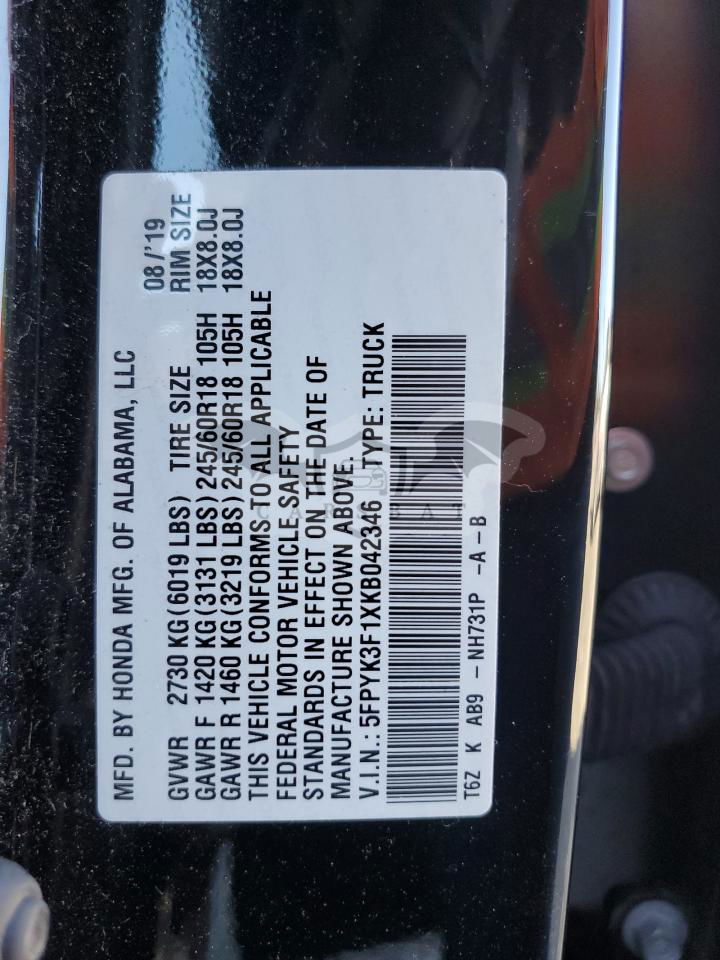 MFD. BY HONDA MFG. OF ALABAMA, LLC 08/'19
GVWR 2730 KG(6019 LBS) TIRE SIZE RIM SIZE
GAWR F 1420 KG(3131 LBS)245/60R18 105H 18X8.0J
GAWR R 1460 KG(3219 LBS)245/60R18 105H 18X8.0J
THIS VEHICLE CONFORMS TO ALL APPLICABLE
FEDERAL MOTOR VEHICLE SAFETY
STANDARDS IN EFFECT ON THE DATE OF
MANUFACTURE SHOWN ABOVE.
V.I.N.: 5FPYK3F1XKB042346 TYPE: TRUCK
T6Z K AB9 - NH731P -A-B
CARSBAT